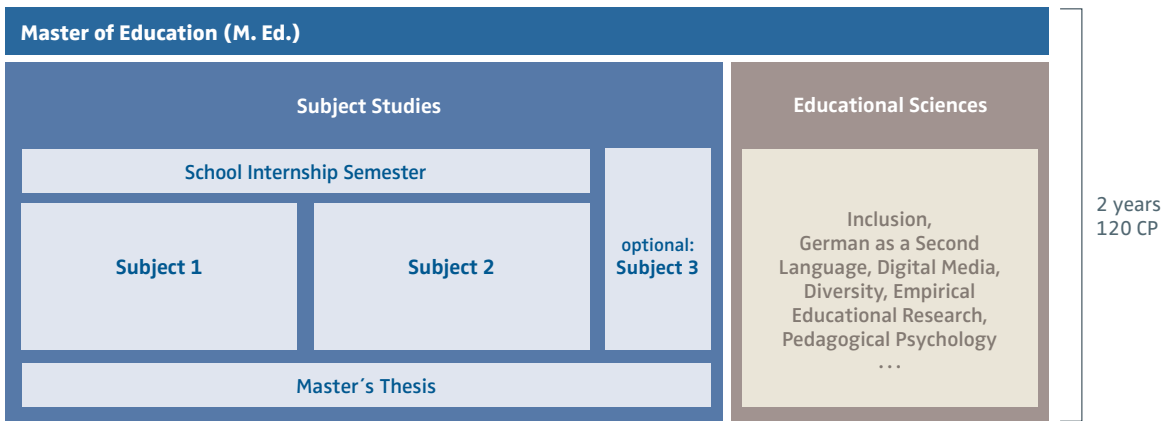 Master of Education (M. Ed.)
Subject Studies
School Internship Semester
Subject 1
Subject 2
optional:
Subject 3
Master´s Thesis
Educational Sciences
Inclusion,
German as a Second
Language, Digital Media,
Diversity, Empirical
Educational Research,
Pedagogical Psychology
...
2 years
120 CP